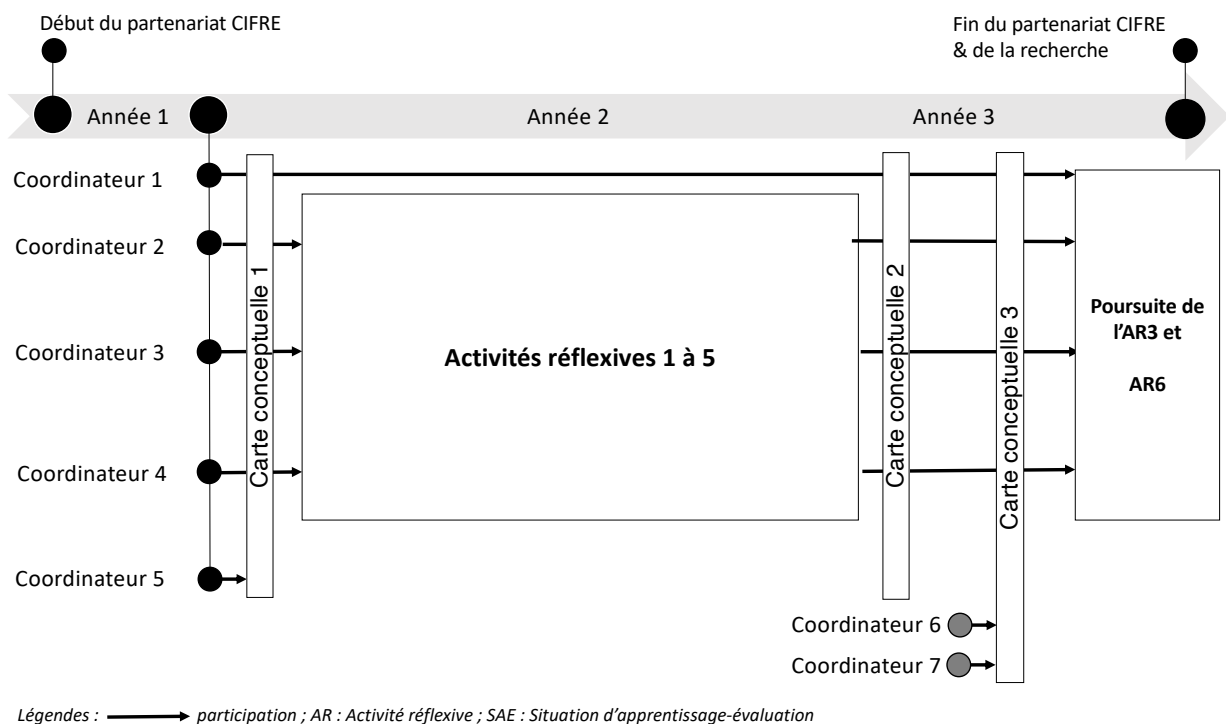 Début du partenariat CIFRE
Fin du partenariat CIFRE
& de la recherche
Année 1
Année 2
Année 3
Coordinateur 1
Coordinateur 2
Coordinateur 3
Coordinateur 4
Coordinateur 5
Carte conceptuelle 1
Activités réflexives 1 à 5
Carte conceptuelle 2
Carte conceptuelle 3
Poursuite de
l’AR3 et
AR6
Coordinateur 6
Coordinateur 7
Légendes : participation ; AR : Activité réflexive ; SAE : Situation d’apprentissage-évaluation